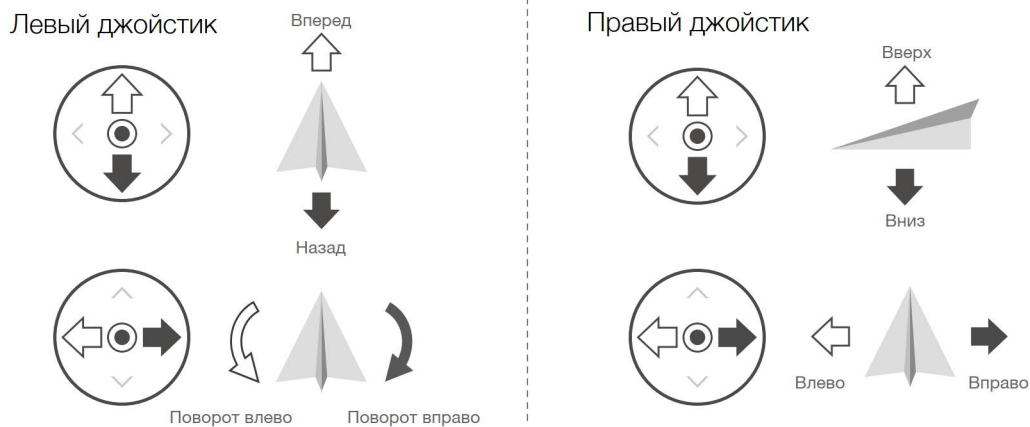 Левый джойстик
Вперед
Назад
Поворот влево
Поворот вправо
Правый джойстик
Вверх
Вниз
Влево
Вправо